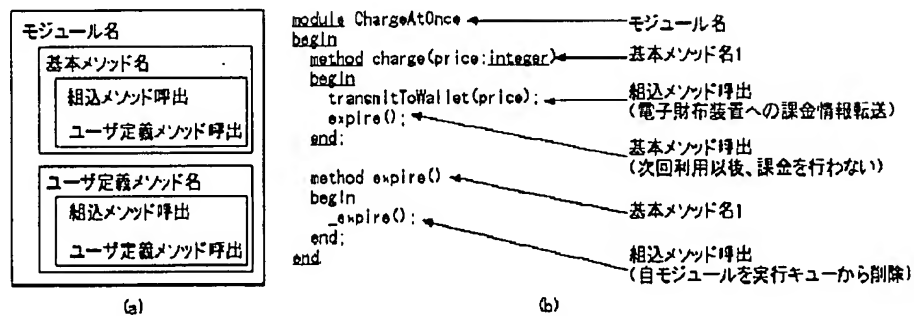 モジュール名
基本メソッド名
組込メソッド呼出
ユーザ定義メソッド呼出
ユーザ定義メソッド名
組込メソッド呼出
ユーザ定義メソッド呼出
(a)
module ChargeAtOnce
begin
method charge(price:integer)
begin
transmitToWallet(price);
expire();
end;
method expire()
begin
_expire();
end;
end
モジュール名
基本メソッド名1
組込メソッド呼出
(電子財布装置への課金情報転送)
基本メソッド呼出
(次回利用以後、課金を行わない)
基本メソッド名1
組込メソッド呼出
(自モジュールを実行キューから削除)
(b)